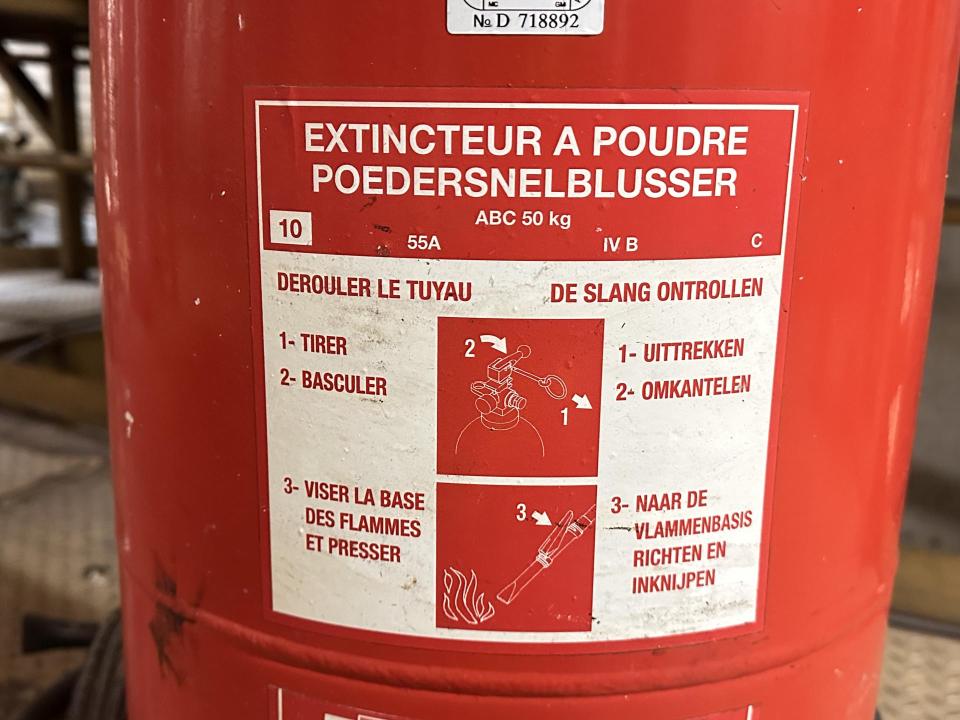 MC GM
№ D 718892
EXTINCTEUR A POUDRE
POEDERSNELBLUSSER
ABC 50 kg
10
55A IV B C
DEROULER LE TUYAU DE SLANG ONTROLLEN
1- TIRER
2- BASCULER
2
1
1- UITTREKKEN
2- OMKANTELEN
3- VISER LA BASE
DES FLAMMES
ET PRESSER
3
3- NAAR DE
VLAMMENBASIS
RICHTEN EN
INKNIJPEN